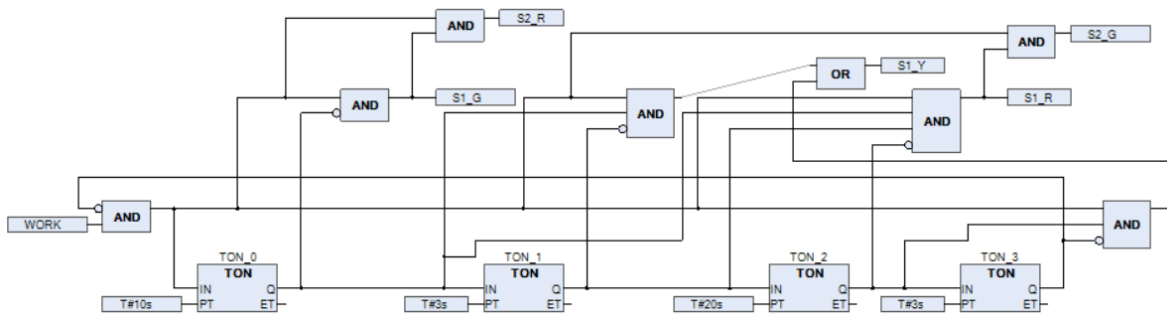 AND S2_R
AND S2_G
OR S1_Y
AND S1_G
AND
AND S1_R
AND
WORK
AND
TON_0
TON
IN Q
T#10s PT ET
TON_1
TON
IN Q
T#3s PT ET
TON_2
TON
IN Q
T#20s PT ET
TON_3
TON
IN Q
T#3s PT ET